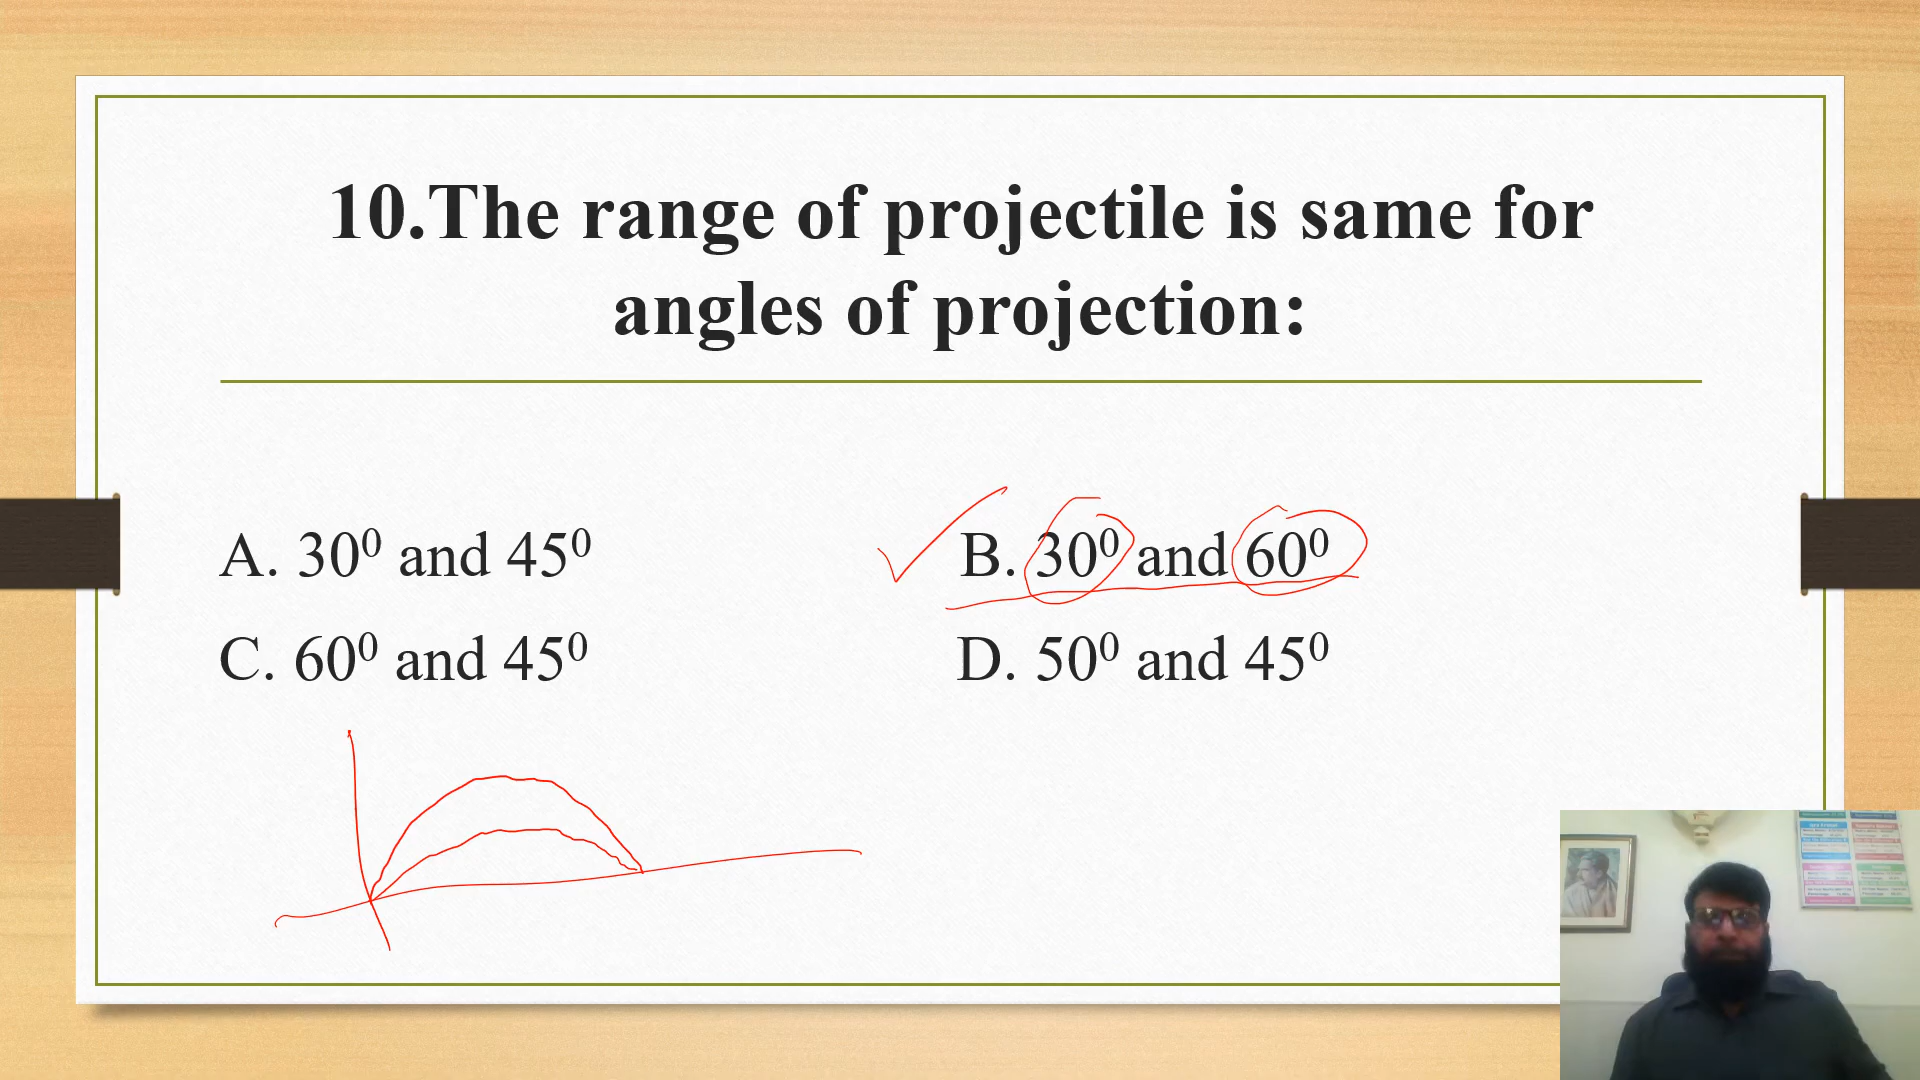 10.The range of projectile is same for
angles of projection:
A. 30⁰ and 45⁰
B. 30⁰ and 60⁰
C. 60⁰ and 45⁰
D. 50⁰ and 45⁰